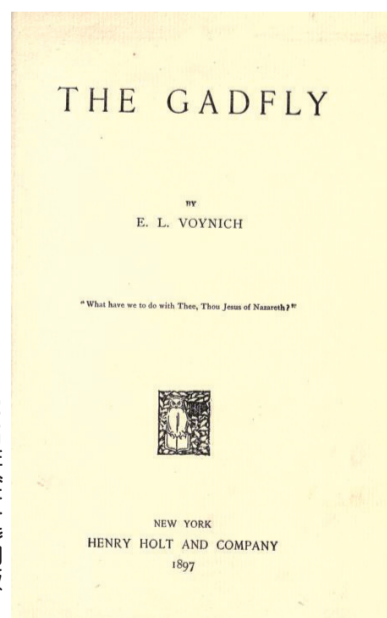 THE GADFLY
BY
E. L. VOYNICH
"What have we to do with Thee, Thou Jesus of Nazareth?"
NEW YORK
HENRY HOLT AND COMPANY
1897